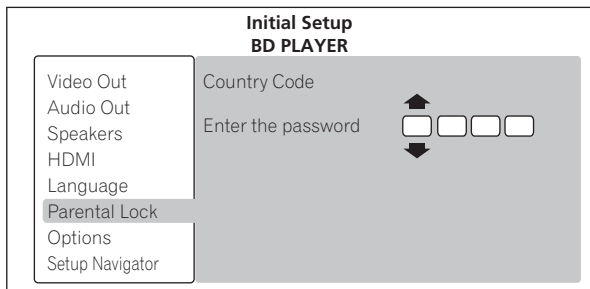 Initial Setup
BD PLAYER
Video Out
Audio Out
Speakers
HDMI
Language
Parental Lock
Options
Setup Navigator
Country Code
Enter the password